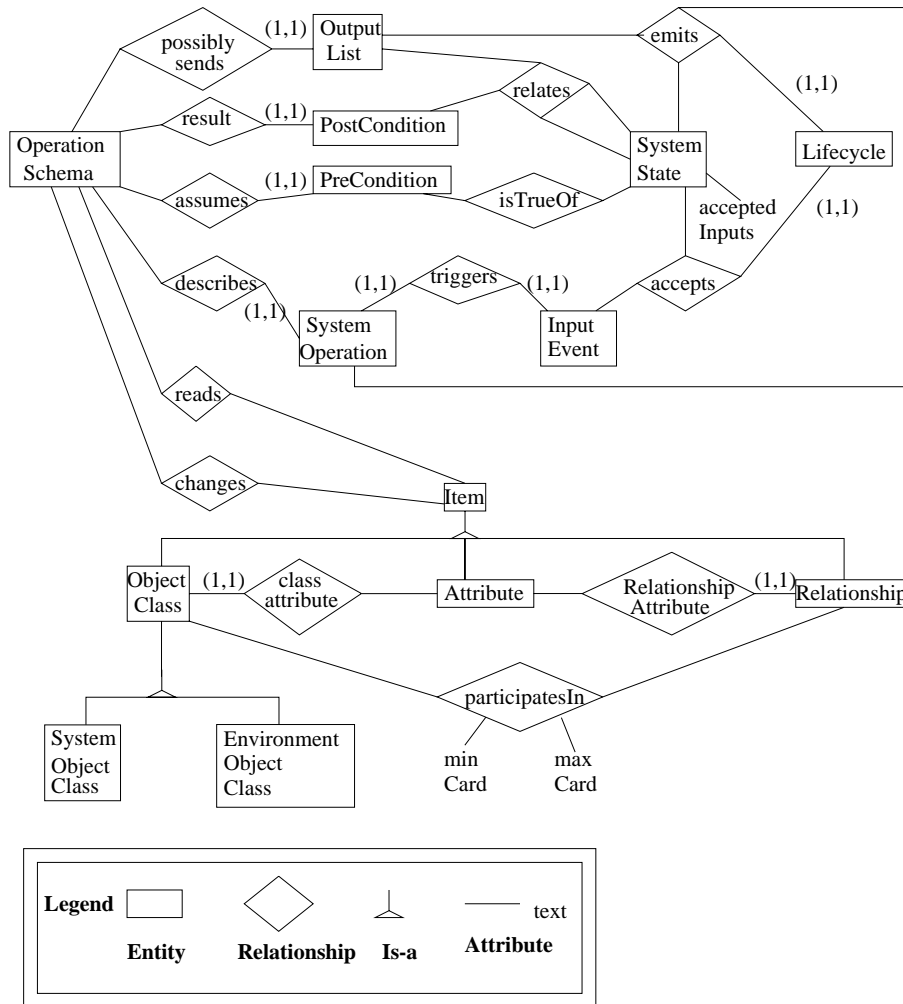 possibly
sends
(1,1)
Output
List
emits
(1,1)
result
(1,1)
PostCondition
relates
Operation
Schema
System
State
Lifecycle
assumes
(1,1)
PreCondition
isTrueOf
accepted
Inputs
(1,1)
describes
(1,1)
(1,1)
triggers
(1,1)
accepts
System
Operation
Input
Event
reads
changes
Item
Object
Class
(1,1)
class
attribute
Attribute
Relationship
Attribute
(1,1)
Relationship
participatesIn
min
Card
max
Card
System
Object
Class
Environment
Object
Class
Legend
text
Entity
Relationship
Is-a
Attribute